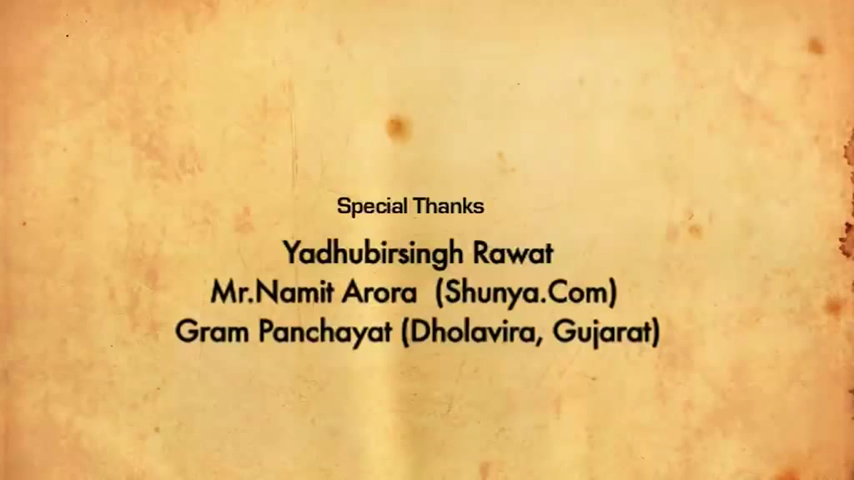 Special Thanks
Yadhubirsingh Rawat
Mr.Namit Arora (Shunya.Com)
Gram Panchayat (Dholavira, Gujarat)